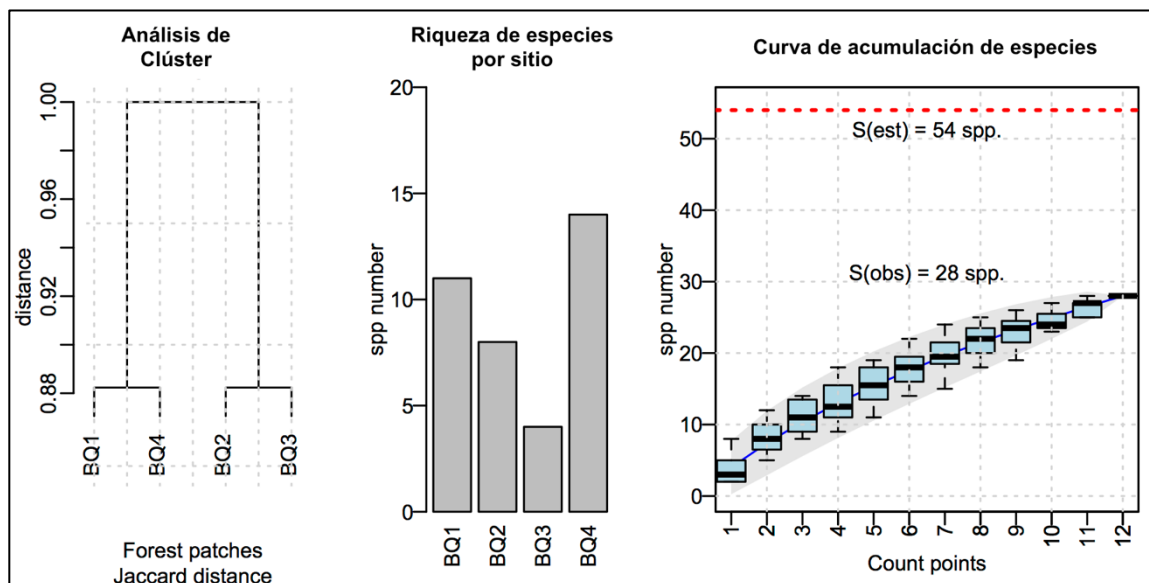 Análisis de
Clúster
distance
1.00
0.96
0.92
0.88
BQ1
BQ4
BQ2
BQ3
Forest patches
Jaccard distance
Riqueza de especies
por sitio
spp number
20
15
10
5
0
BQ1
BQ2
BQ3
BQ4
Curva de acumulación de especies
spp number
50
40
30
20
10
0
S(est) = 54 spp.
S(obs) = 28 spp.
1
2
3
4
5
6
7
8
9
10
11
12
Count points